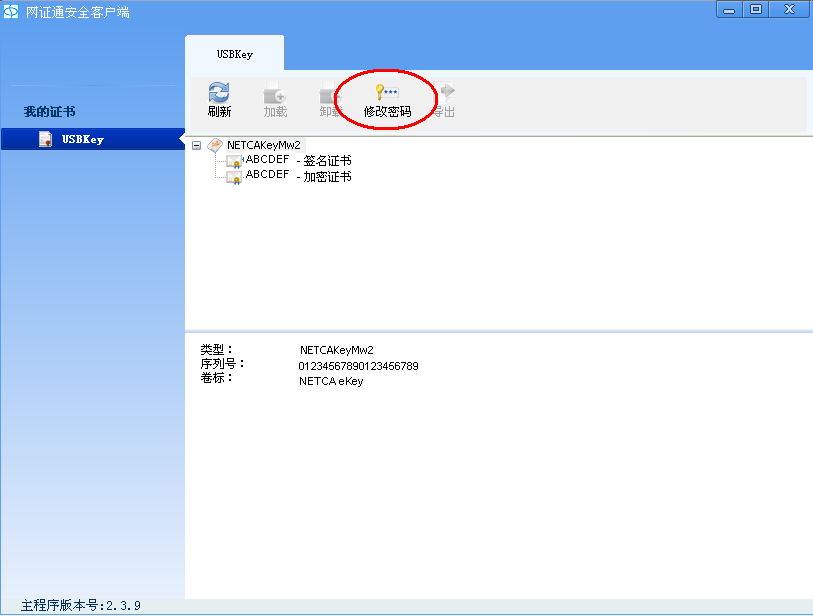 网证通安全客户端
USBKey
刷新 加载 卸载 修改密码 导出
我的证书
USBKey
NETCAKeyMw2
ABCDEF - 签名证书
ABCDEF - 加密证书
类型： NETCAKeyMw2
序列号： 01234567890123456789
卷标： NETCA eKey
主程序版本号:2.3.9